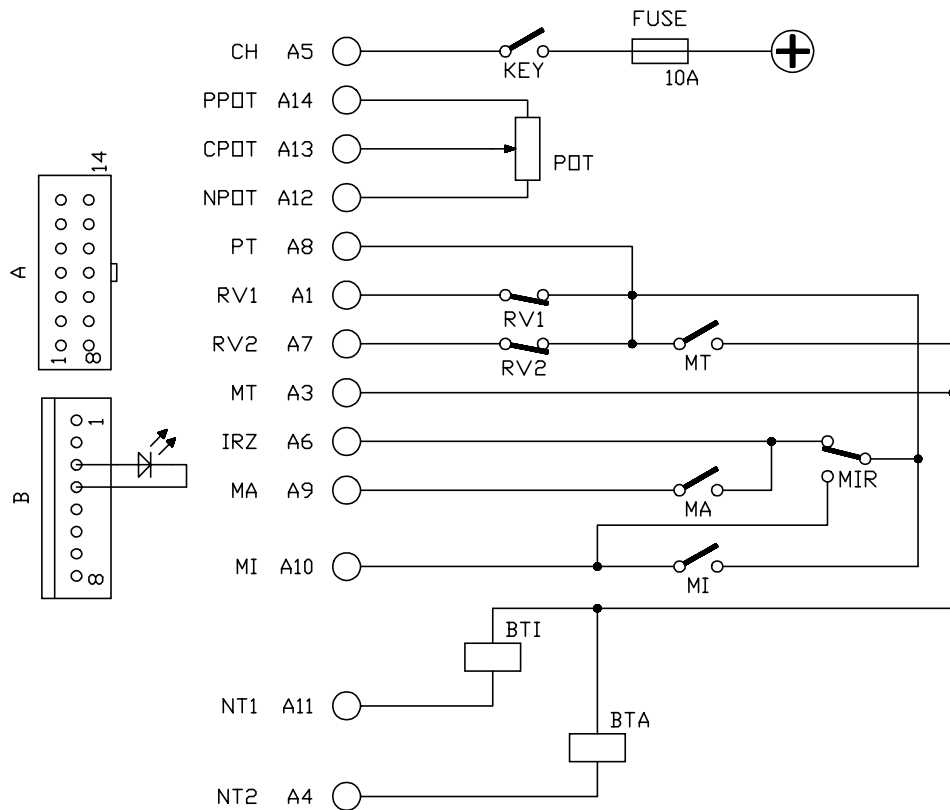 FUSE
CH A5
KEY
10A
PPOT A14
CPOT A13
POT
NPOT A12
14
A
1
8
PT A8
RV1 A1
RV1
RV2 A7
RV2
MT
MT A3
IRZ A6
MIR
MA A9
MA
B
1
8
MI A10
MI
BTI
NT1 A11
BTA
NT2 A4